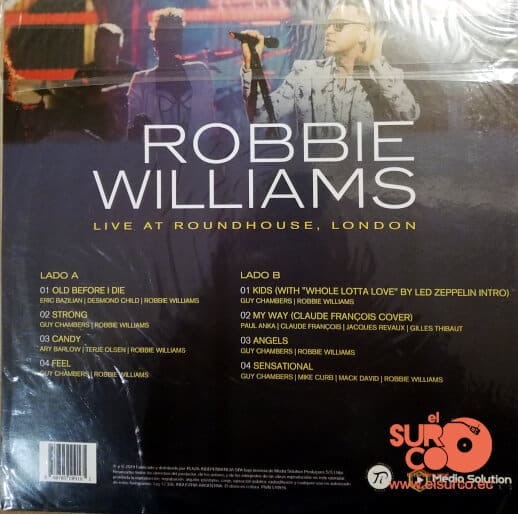 ROBBIE
WILLIAMS
LIVE AT ROUNDHOUSE, LONDON
LADO A
01 OLD BEFORE I DIE
ERIC BAZILIAN | DESMOND CHILD | ROBBIE WILLIAMS
02 STRONG
GUY CHAMBERS | ROBBIE WILLIAMS
03 CANDY
ARY BARLOW | TERJE OLSEN | ROBBIE WILLIAMS
04 FEEL
GUY CHAMBERS | ROBBIE WILLIAMS
LADO B
01 KIDS (WITH "WHOLE LOTTA LOVE" BY LED ZEPPELIN INTRO)
GUY CHAMBERS | ROBBIE WILLIAMS
02 MY WAY (CLAUDE FRANÇOIS COVER)
PAUL ANKA | CLAUDE FRANÇOIS | JACQUES REVAUX | GILLES THIBAUT
03 ANGELS
GUY CHAMBERS | ROBBIE WILLIAMS
04 SENSATIONAL
GUY CHAMBERS | MIKE CURB | MACK DAVID | ROBBIE WILLIAMS
el
SUR
CO
Media Solution
www.elsurco.ec